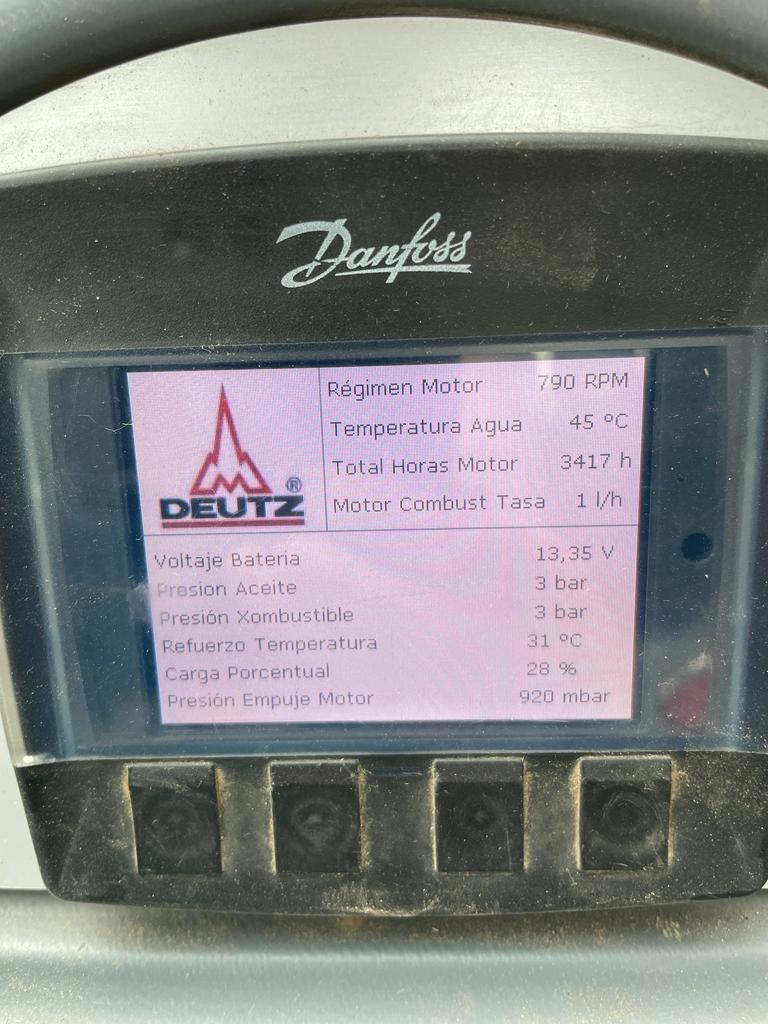 Danfoss
DEUTZ ®
Régimen Motor 790 RPM
Temperatura Agua 45 ºC
Total Horas Motor 3417 h
Motor Combust Tasa 1 l/h
Voltaje Bateria 13,35 V
Presion Aceite 3 bar
Presión Xombustible 3 bar
Refuerzo Temperatura 31 ºC
Carga Porcentual 28 %
Presión Empuje Motor 920 mbar